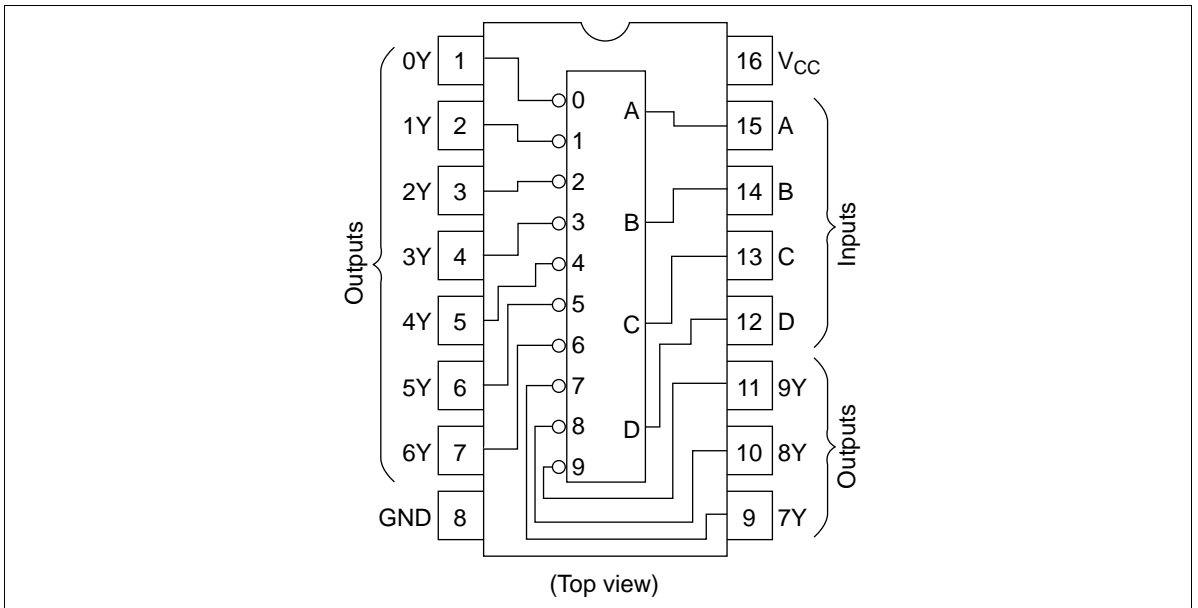 0Y 1 16 VCC
0 A
1Y 2 15 A
1
2Y 3 2 14 B
3 B
3Y 4 4 13 C
5
4Y 5 C 12 D
6
5Y 6 7 11 9Y
8 D
6Y 7 9 10 8Y
GND 8 9 7Y
Outputs
Inputs
Outputs
(Top view)